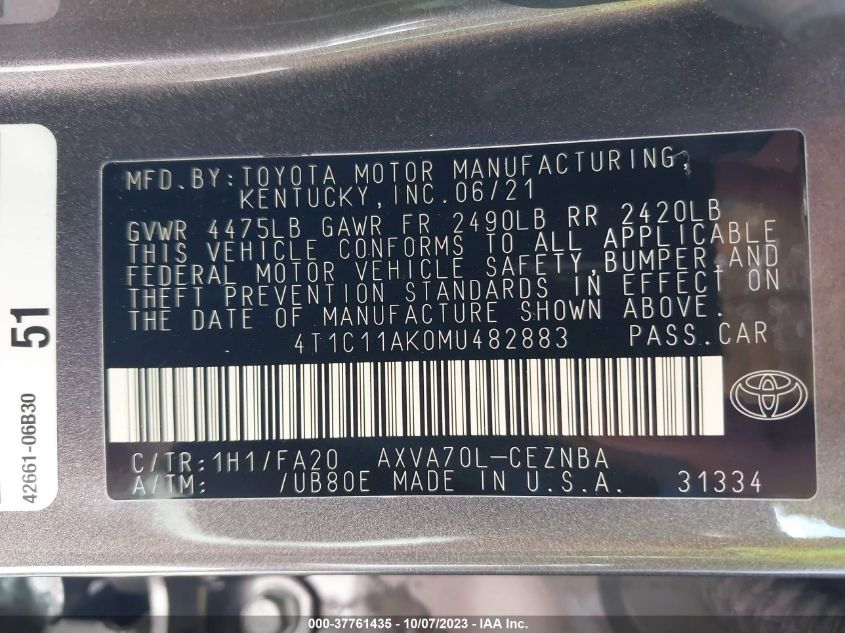 MFD.BY:TOYOTA MOTOR MANUFACTURING,
KENTUCKY,INC.06/21
GVWR 4475LB GAWR FR 2490LB RR 2420LB
THIS VEHICLE CONFORMS TO ALL APPLICABLE
FEDERAL MOTOR VEHICLE SAFETY,BUMPER,AND
THEFT PREVENTION STANDARDS IN EFFECT ON
THE DATE OF MANUFACTURE SHOWN ABOVE.
4T1C11AK0MU482883 PASS.CAR
C/TR:1H1/FA20 AXVA70L-CEZNBA
A/TM: /UB80E MADE IN U.S.A. 31334
51
42661-06B30
000-37761435 - 10/07/2023 - © IAA, Inc.